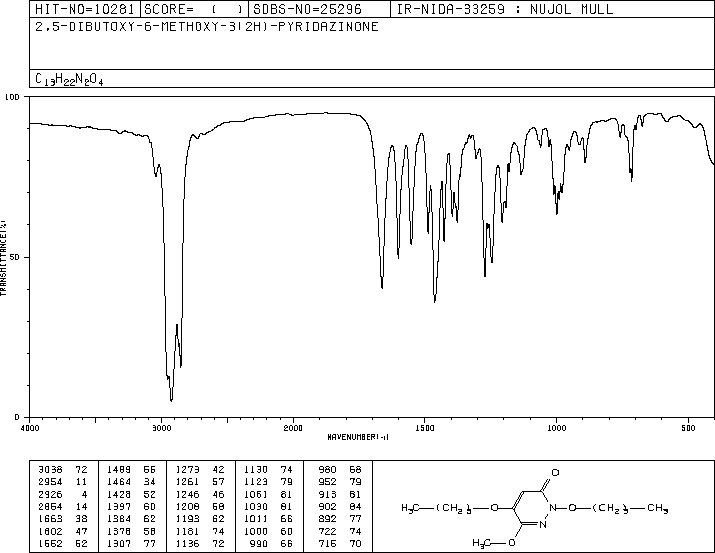 HIT-NO=10281 SCORE= ( ) SDBS-NO=25296 IR-NIDA-33259 : NUJOL MULL
2,5-DIBUTOXY-6-METHOXY-3(2H)-PYRIDAZINONE
C13H22N2O4
100
50
0
TRANSMITTANCE(%)
4000 3000 2000 1500 1000 500
WAVENUMBER(-1)
3038 72 1489 56 1273 42 1130 74 980 68
2954 11 1464 34 1261 57 1123 79 952 79
2926 4 1428 52 1246 46 1061 81 913 81
2854 14 1397 60 1208 58 1030 81 902 84
1663 38 1384 62 1193 62 1011 66 892 77
1602 47 1378 58 1181 74 1000 60 722 74
1552 52 1307 77 1136 72 990 66 716 70
O
H3C—(CH2)3—O N—O—(CH2)3—CH3
N
H3C—O